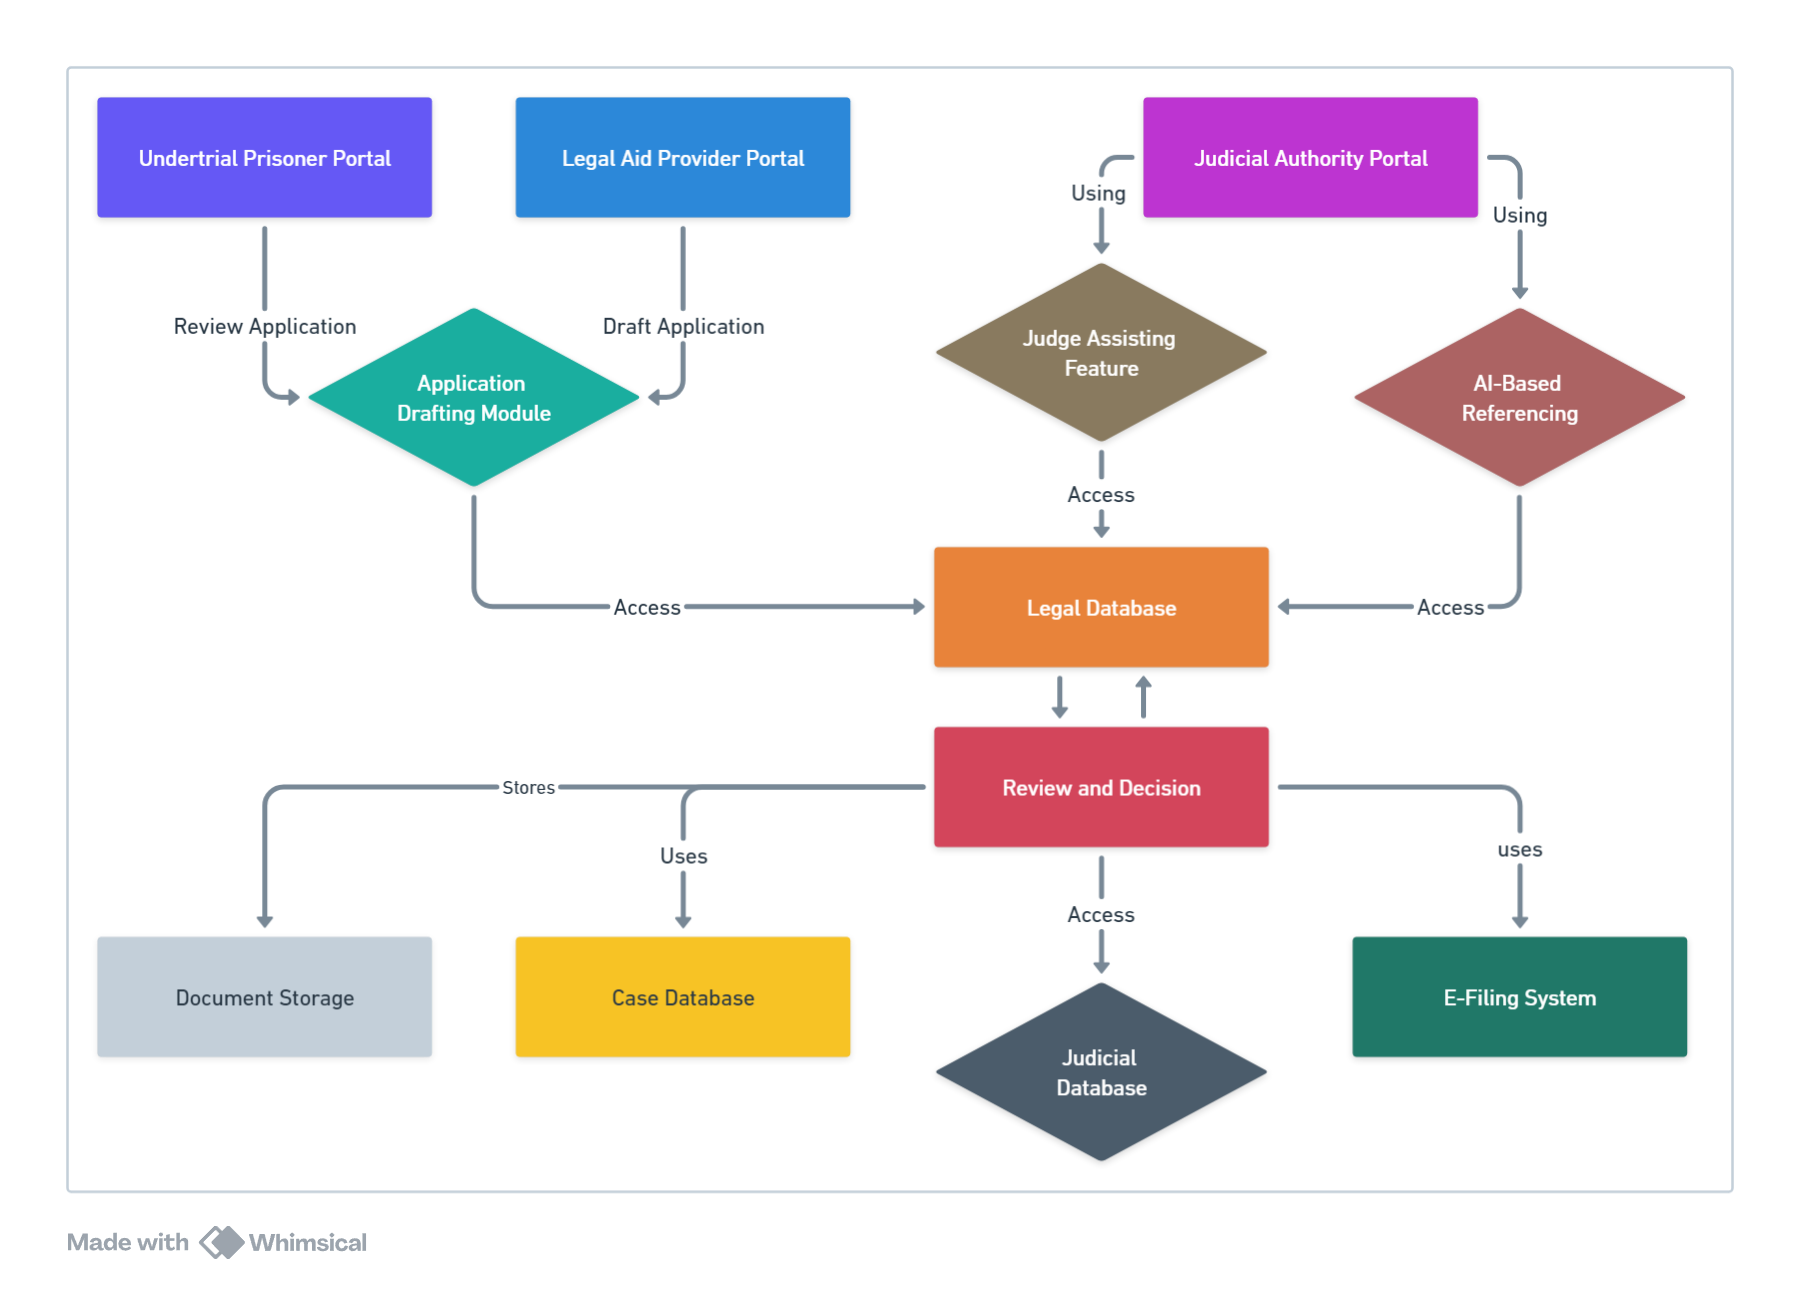 Undertrial Prisoner Portal
Legal Aid Provider Portal
Judicial Authority Portal
Using
Using
Review Application
Draft Application
Judge Assisting
Feature
Application
Drafting Module
AI-Based
Referencing
Access
Access
Legal Database
Access
Stores
Review and Decision
Uses
uses
Access
Document Storage
Case Database
E-Filing System
Judicial
Database
Made with Whimsical